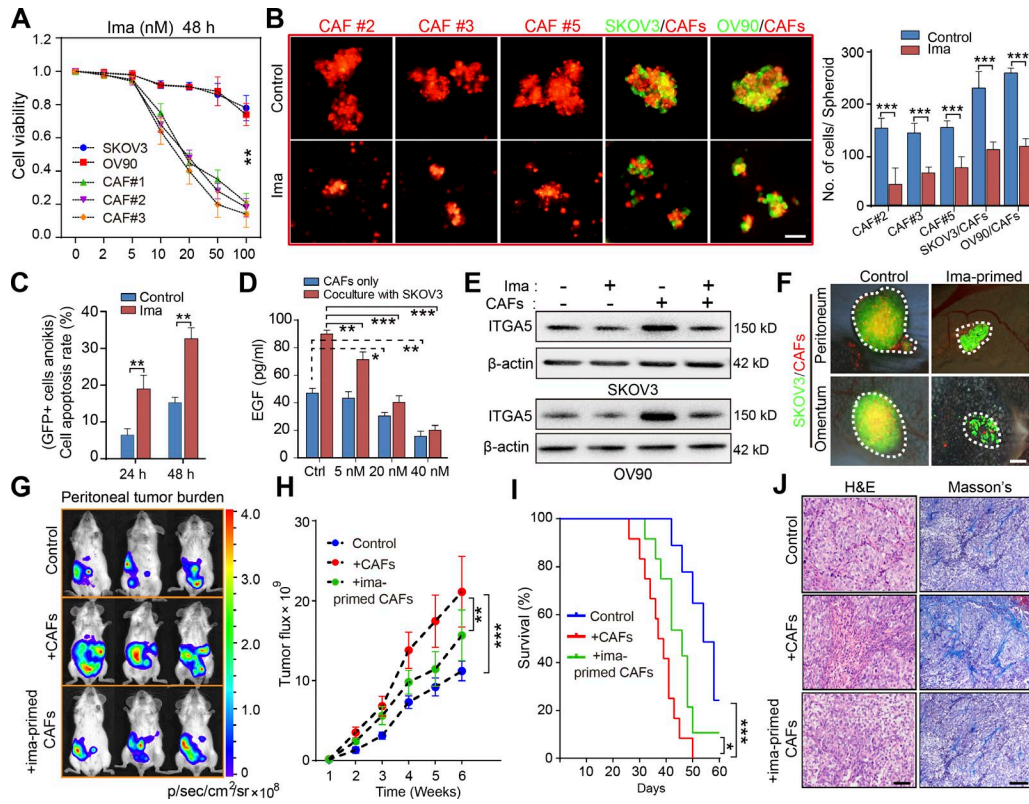 A
Ima (nM) 48 h
Cell viability
1.2
1.0
0.8
0.6
0.4
0.2
0.0
SKOV3
OV90
CAF#1
CAF#2
CAF#3
**
0 2 5 10 20 50 100
B
CAF #2 CAF #3 CAF #5 SKOV3/CAFs OV90/CAFs
Control
Ima
No. of cells/ Spheroid
300
200
100
0
Control
Ima
*** *** *** *** ***
CAF#2 CAF#3 CAF#5 SKOV3/CAFs OV90/CAFs
C
(GFP+ cells anoikis)
Cell apoptosis rate (%)
40
30
20
10
0
Control
Ima
** **
24 h 48 h
D
CAFs only
Coculture with SKOV3
EGF (pg/ml)
100
80
60
40
20
0
***
** ***
* **
Ctrl 5 nM 20 nM 40 nM
E
Ima : - + - +
CAFs : - - + +
ITGA5 150 kD
β-actin 42 kD
SKOV3
ITGA5 150 kD
β-actin 42 kD
OV90
F
Control Ima-primed
SKOV3/CAFs
Peritoneum
Omentum
G
Peritoneal tumor burden
Control
+CAFs
+ima-primed
CAFs
4.0
3.0
2.0
1.0
0
p/sec/cm²/sr×10⁸
H
Tumor flux× 10⁹
30
20
10
0
Control
+CAFs
+ima-
primed CAFs
** ***
1 2 3 4 5 6
Time (Weeks)
I
Survival (%)
100
80
60
40
20
0
Control
+CAFs
+ima-
primed CAFs
* ***
10 20 30 40 50 60
Days
J
H&E Masson's
Control
+CAFs
+ima-primed
CAFs